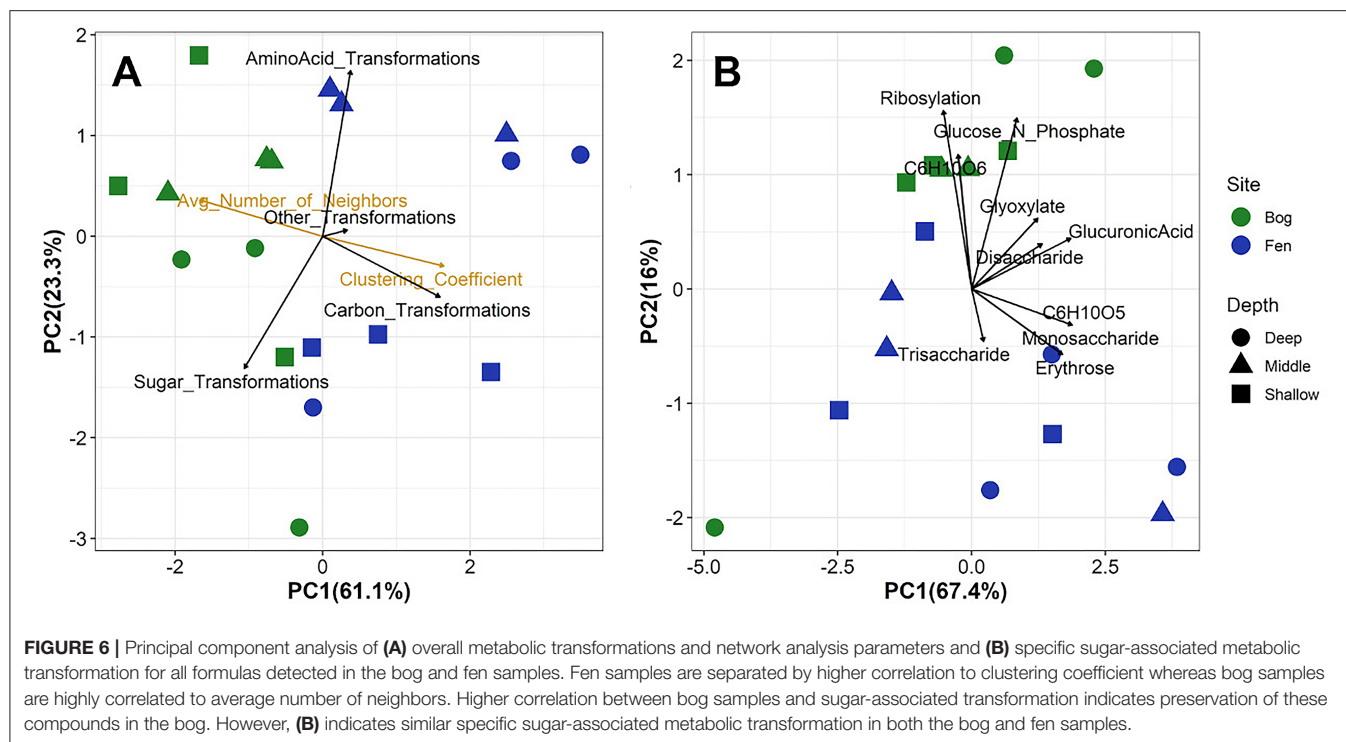 A
AminoAcid_Transformations
Avg_Number_of_Neighbors
Other_Transformations
Clustering_Coefficient
Carbon_Transformations
Sugar_Transformations
2
1
0
-1
-2
-3
PC2(23.3%)
-2
0
2
PC1(61.1%)
B
Ribosylation
Glucose_N_Phosphate
C6H10O6
Glyoxylate
GlucuronicAcid
Disaccharide
C6H10O5
Monosaccharide
Trisaccharide
Erythrose
2
1
0
-1
-2
PC2(16%)
-5.0
-2.5
0.0
2.5
PC1(67.4%)
Site
Bog
Fen
Depth
Deep
Middle
Shallow
FIGURE 6 | Principal component analysis of (A) overall metabolic transformations and network analysis parameters and (B) specific sugar-associated metabolic
transformation for all formulas detected in the bog and fen samples. Fen samples are separated by higher correlation to clustering coefficient whereas bog samples
are highly correlated to average number of neighbors. Higher correlation between bog samples and sugar-associated transformation indicates preservation of these
compounds in the bog. However, (B) indicates similar specific sugar-associated metabolic transformation in both the bog and fen samples.